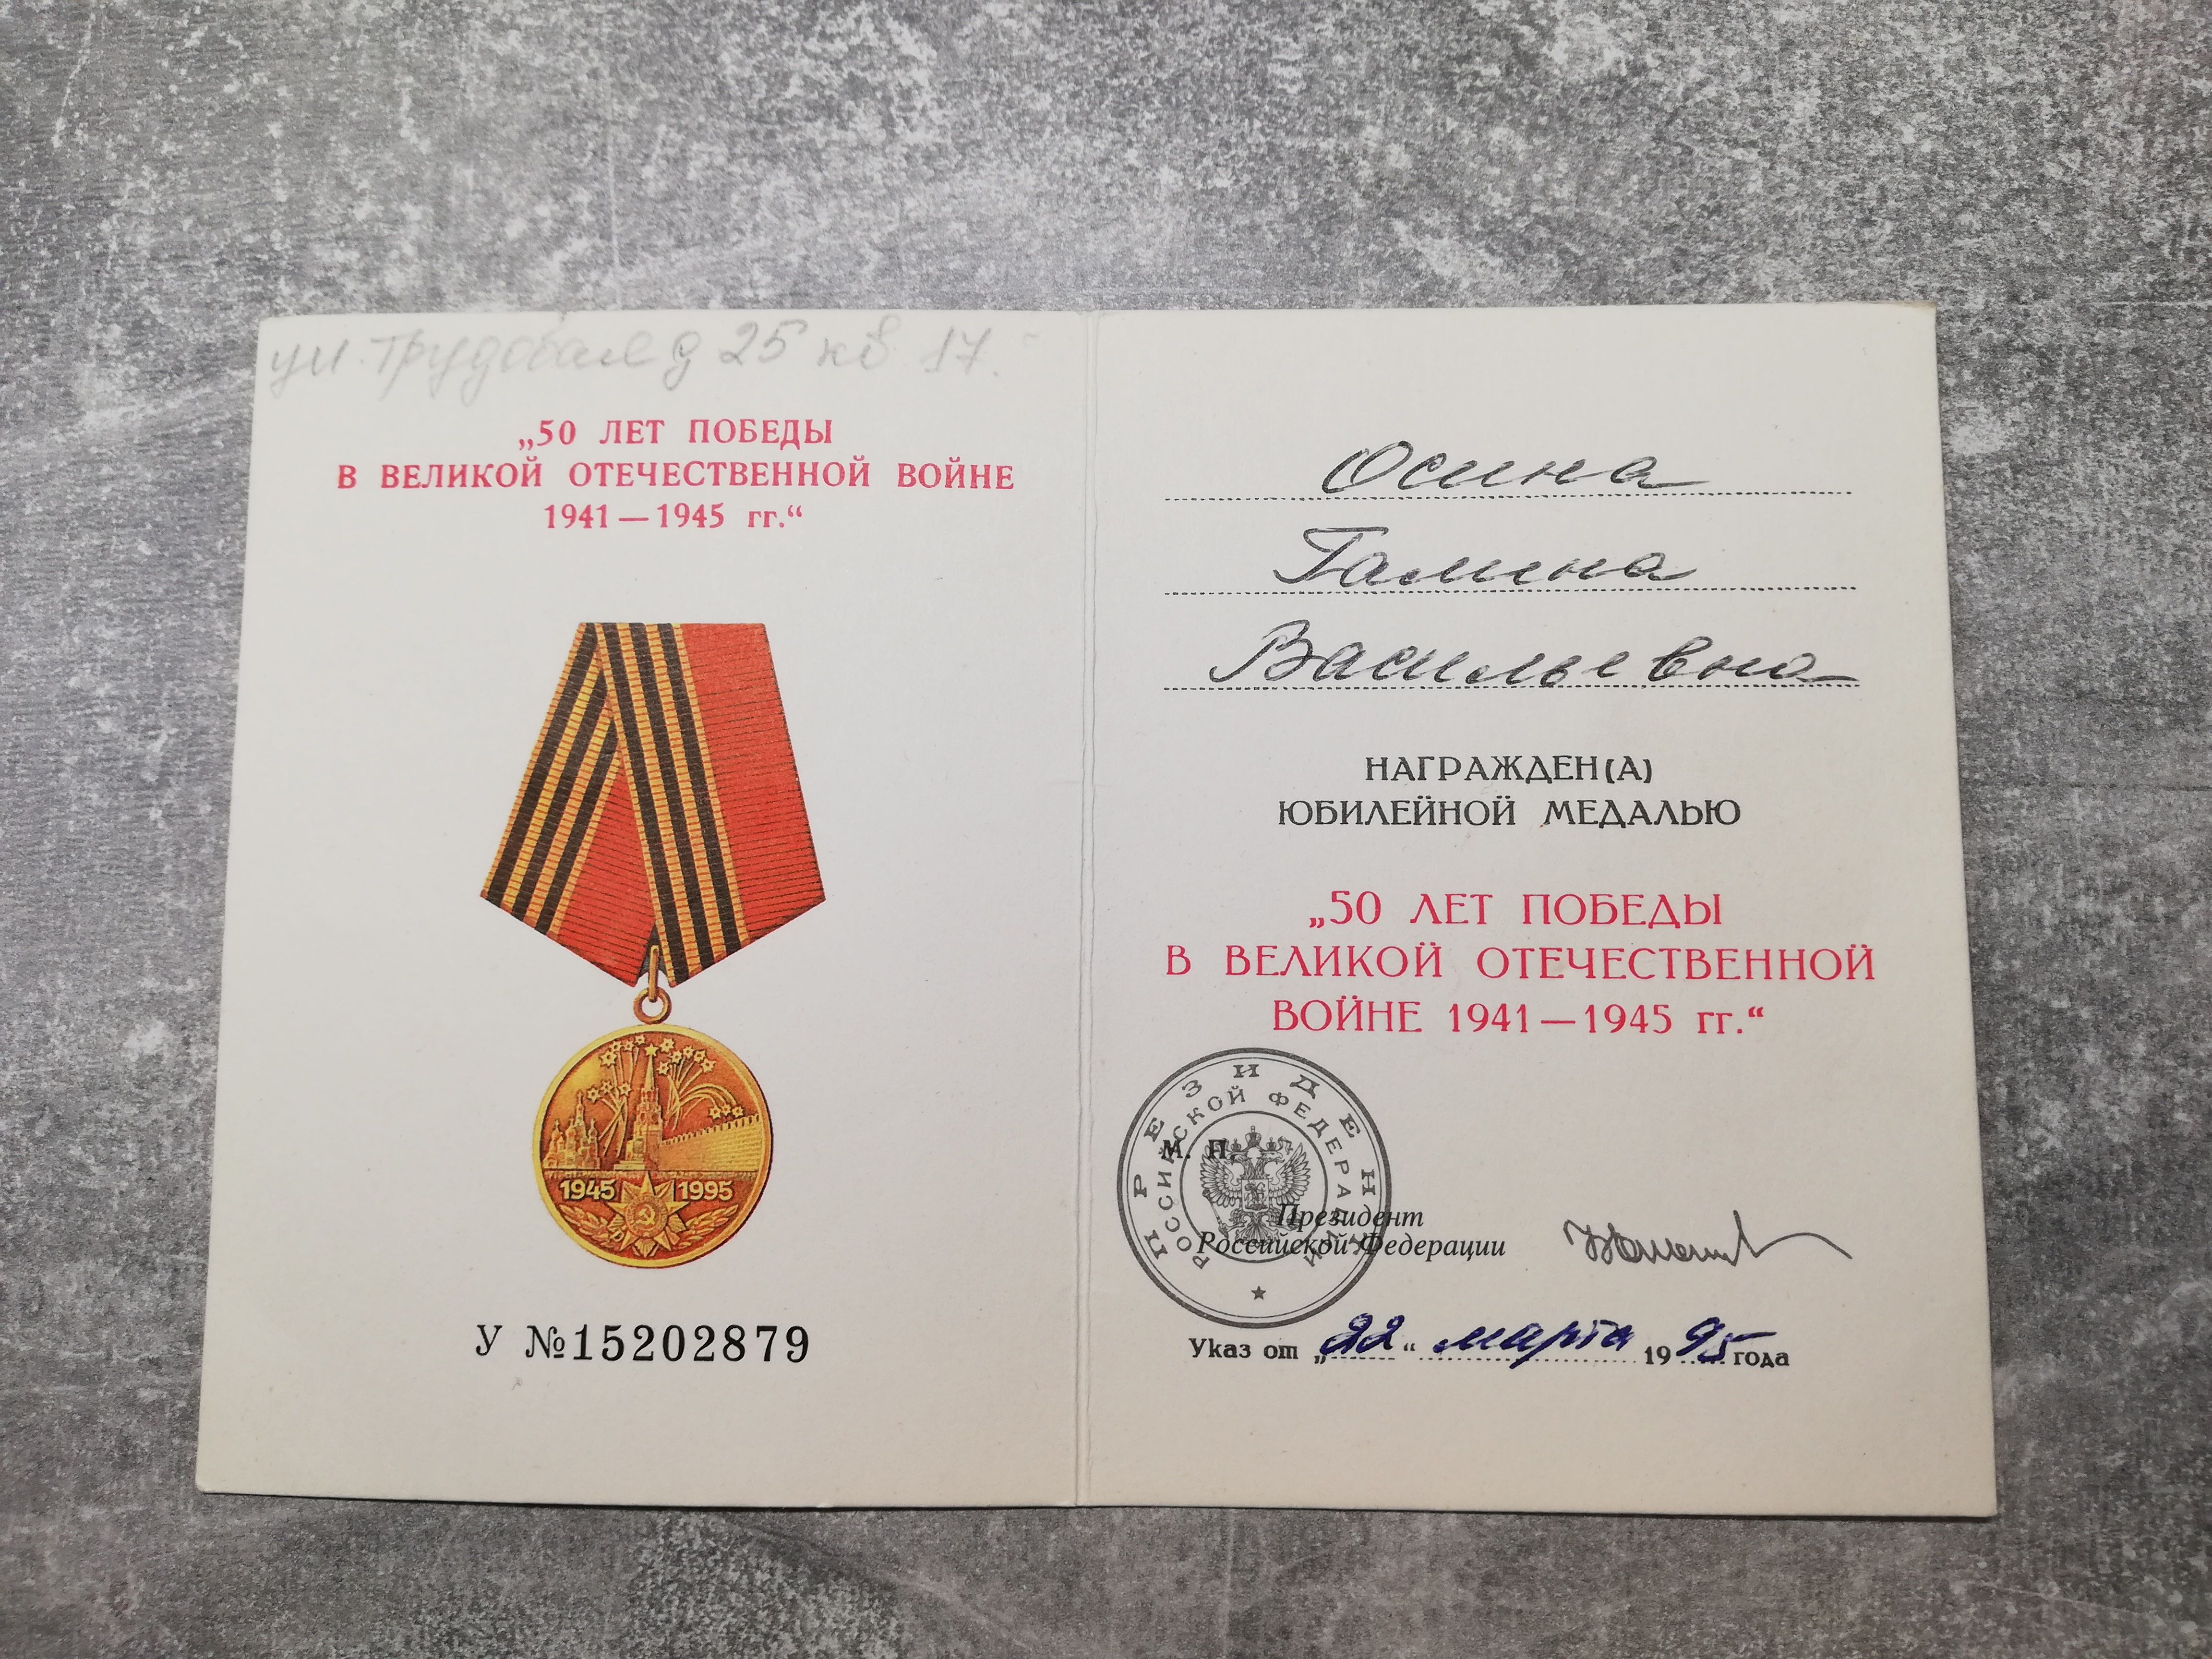 ул. Трудовая д 25 кв. 17.
„50 ЛЕТ ПОБЕДЫ
В ВЕЛИКОЙ ОТЕЧЕСТВЕННОЙ ВОЙНЕ
1941—1945 гг.“
1945 1995
У №15202879
Осина
Галина
Васильевна
НАГРАЖДЕН(А)
ЮБИЛЕЙНОЙ МЕДАЛЬЮ
„50 ЛЕТ ПОБЕДЫ
В ВЕЛИКОЙ ОТЕЧЕСТВЕННОЙ
ВОЙНЕ 1941—1945 гг.“
ПРЕЗИДЕНТ
РОССИЙСКОЙ ФЕДЕРАЦИИ
М. П.
Президент
Российской Федерации
Указ от „22“ марта 1995 года